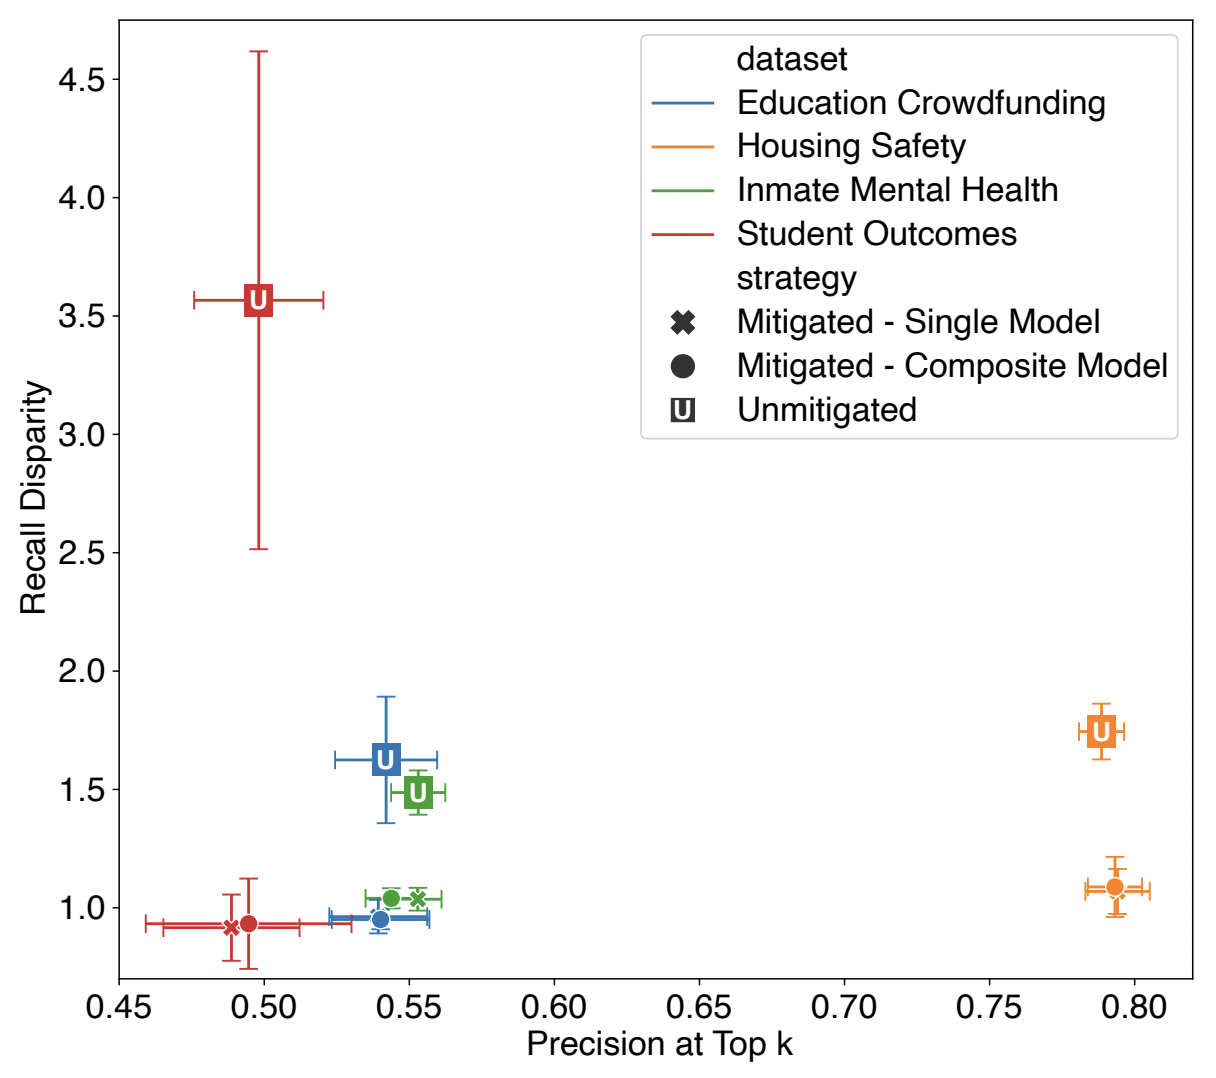 4.5
4.0
3.5
3.0
2.5
2.0
1.5
1.0
Recall Disparity
dataset
Education Crowdfunding
Housing Safety
Inmate Mental Health
Student Outcomes
strategy
Mitigated - Single Model
Mitigated - Composite Model
U Unmitigated
U
U
U
U
0.45 0.50 0.55 0.60 0.65 0.70 0.75 0.80
Precision at Top k